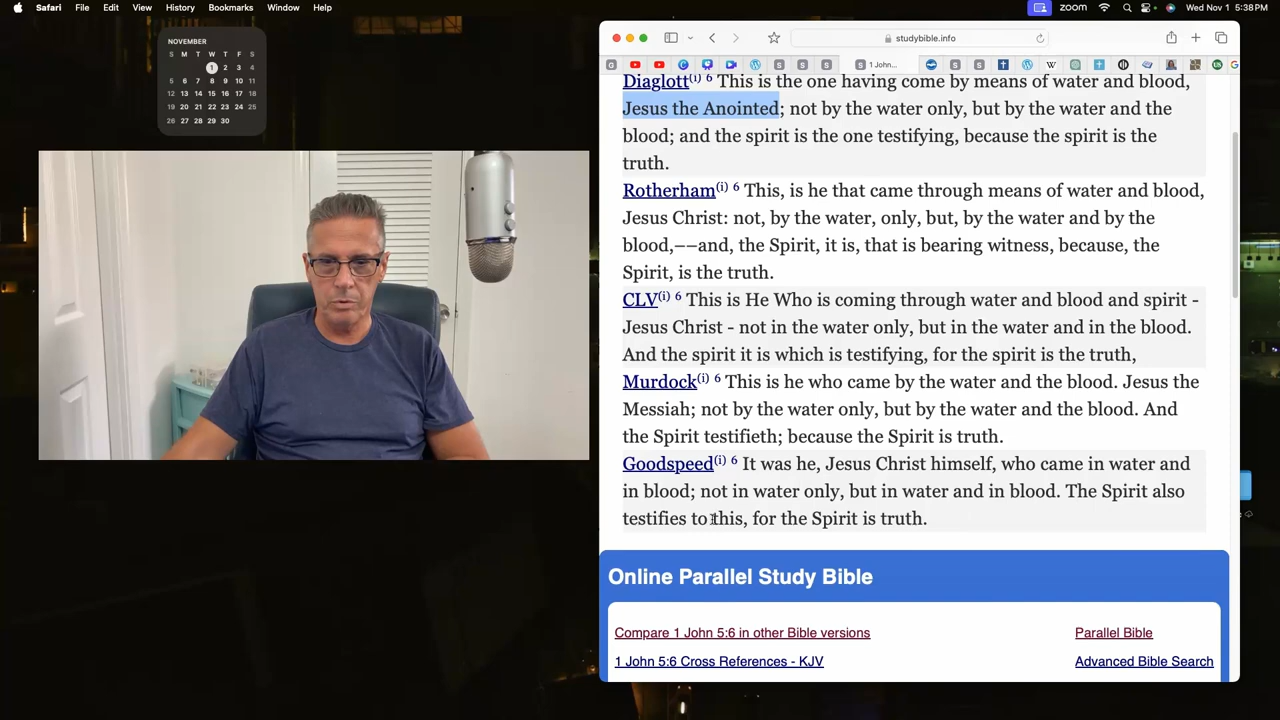 Safari File Edit View History Bookmarks Window Help
zoom Wed Nov 1 5:38 PM
NOVEMBER
S M T W T F S
1 2 3 4
5 6 7 8 9 10 11
12 13 14 15 16 17 18
19 20 21 22 23 24 25
26 27 28 29 30
studybible.info
1 John...
Diaglott(i) 6 This is the one having come by means of water and blood,
Jesus the Anointed; not by the water only, but by the water and the
blood; and the spirit is the one testifying, because the spirit is the
truth.
Rotherham(i) 6 This, is he that came through means of water and blood,
Jesus Christ: not, by the water, only, but, by the water and by the
blood,––and, the Spirit, it is, that is bearing witness, because, the
Spirit, is the truth.
CLV(i) 6 This is He Who is coming through water and blood and spirit -
Jesus Christ - not in the water only, but in the water and in the blood.
And the spirit it is which is testifying, for the spirit is the truth,
Murdock(i) 6 This is he who came by the water and the blood. Jesus the
Messiah; not by the water only, but by the water and the blood. And
the Spirit testifieth; because the Spirit is truth.
Goodspeed(i) 6 It was he, Jesus Christ himself, who came in water and
in blood; not in water only, but in water and in blood. The Spirit also
testifies to this, for the Spirit is truth.
Online Parallel Study Bible
Compare 1 John 5:6 in other Bible versions Parallel Bible
1 John 5:6 Cross References - KJV Advanced Bible Search